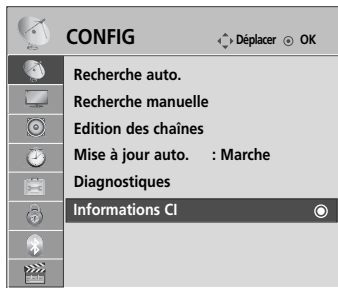 CONFIG Déplacer OK
Recherche auto.
Recherche manuelle
Edition des chaînes
Mise à jour auto. : Marche
Diagnostiques
Informations CI